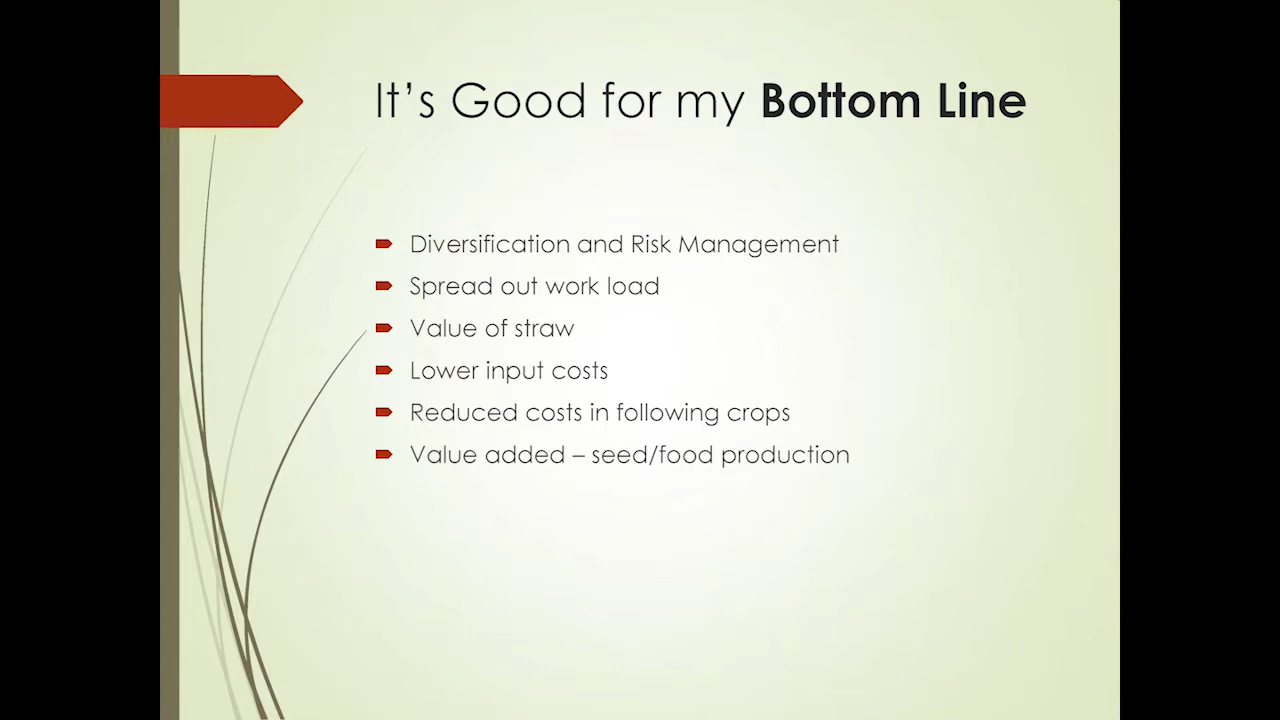 It’s Good for my Bottom Line
Diversification and Risk Management
Spread out work load
Value of straw
Lower input costs
Reduced costs in following crops
Value added – seed/food production